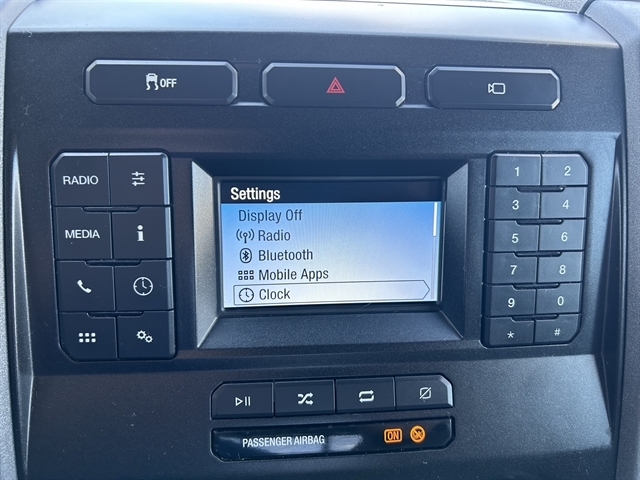 OFF
RADIO
MEDIA
i
Settings
Display Off
Radio
Bluetooth
Mobile Apps
Clock
1 2
3 4
5 6
7 8
9 0
* #
PASSENGER AIRBAG ON